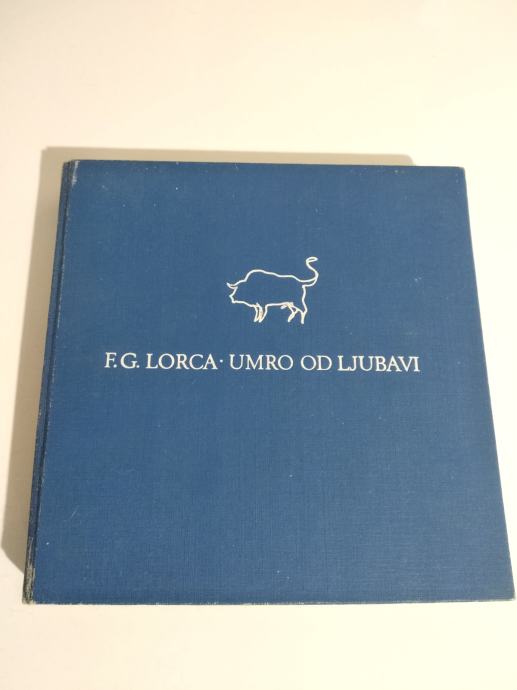 F. G. LORCA · UMRO OD LJUBAVI